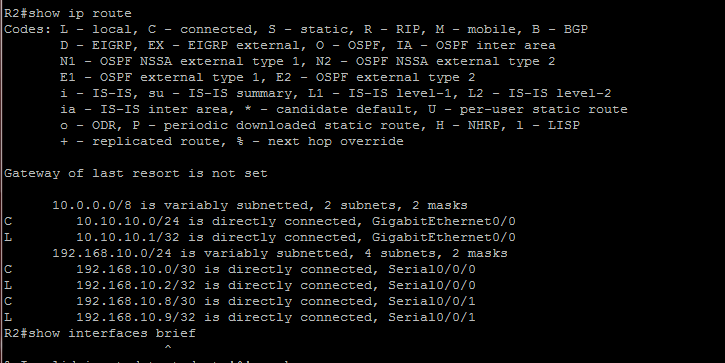 R2#show ip route
Codes: L - local, C - connected, S - static, R - RIP, M - mobile, B - BGP
D - EIGRP, EX - EIGRP external, O - OSPF, IA - OSPF inter area
N1 - OSPF NSSA external type 1, N2 - OSPF NSSA external type 2
E1 - OSPF external type 1, E2 - OSPF external type 2
i - IS-IS, su - IS-IS summary, L1 - IS-IS level-1, L2 - IS-IS level-2
ia - IS-IS inter area, * - candidate default, U - per-user static route
o - ODR, P - periodic downloaded static route, H - NHRP, l - LISP
+ - replicated route, % - next hop override
Gateway of last resort is not set
10.0.0.0/8 is variably subnetted, 2 subnets, 2 masks
C 10.10.10.0/24 is directly connected, GigabitEthernet0/0
L 10.10.10.1/32 is directly connected, GigabitEthernet0/0
192.168.10.0/24 is variably subnetted, 4 subnets, 2 masks
C 192.168.10.0/30 is directly connected, Serial0/0/0
L 192.168.10.2/32 is directly connected, Serial0/0/0
C 192.168.10.8/30 is directly connected, Serial0/0/1
L 192.168.10.9/32 is directly connected, Serial0/0/1
R2#show interfaces brief
^